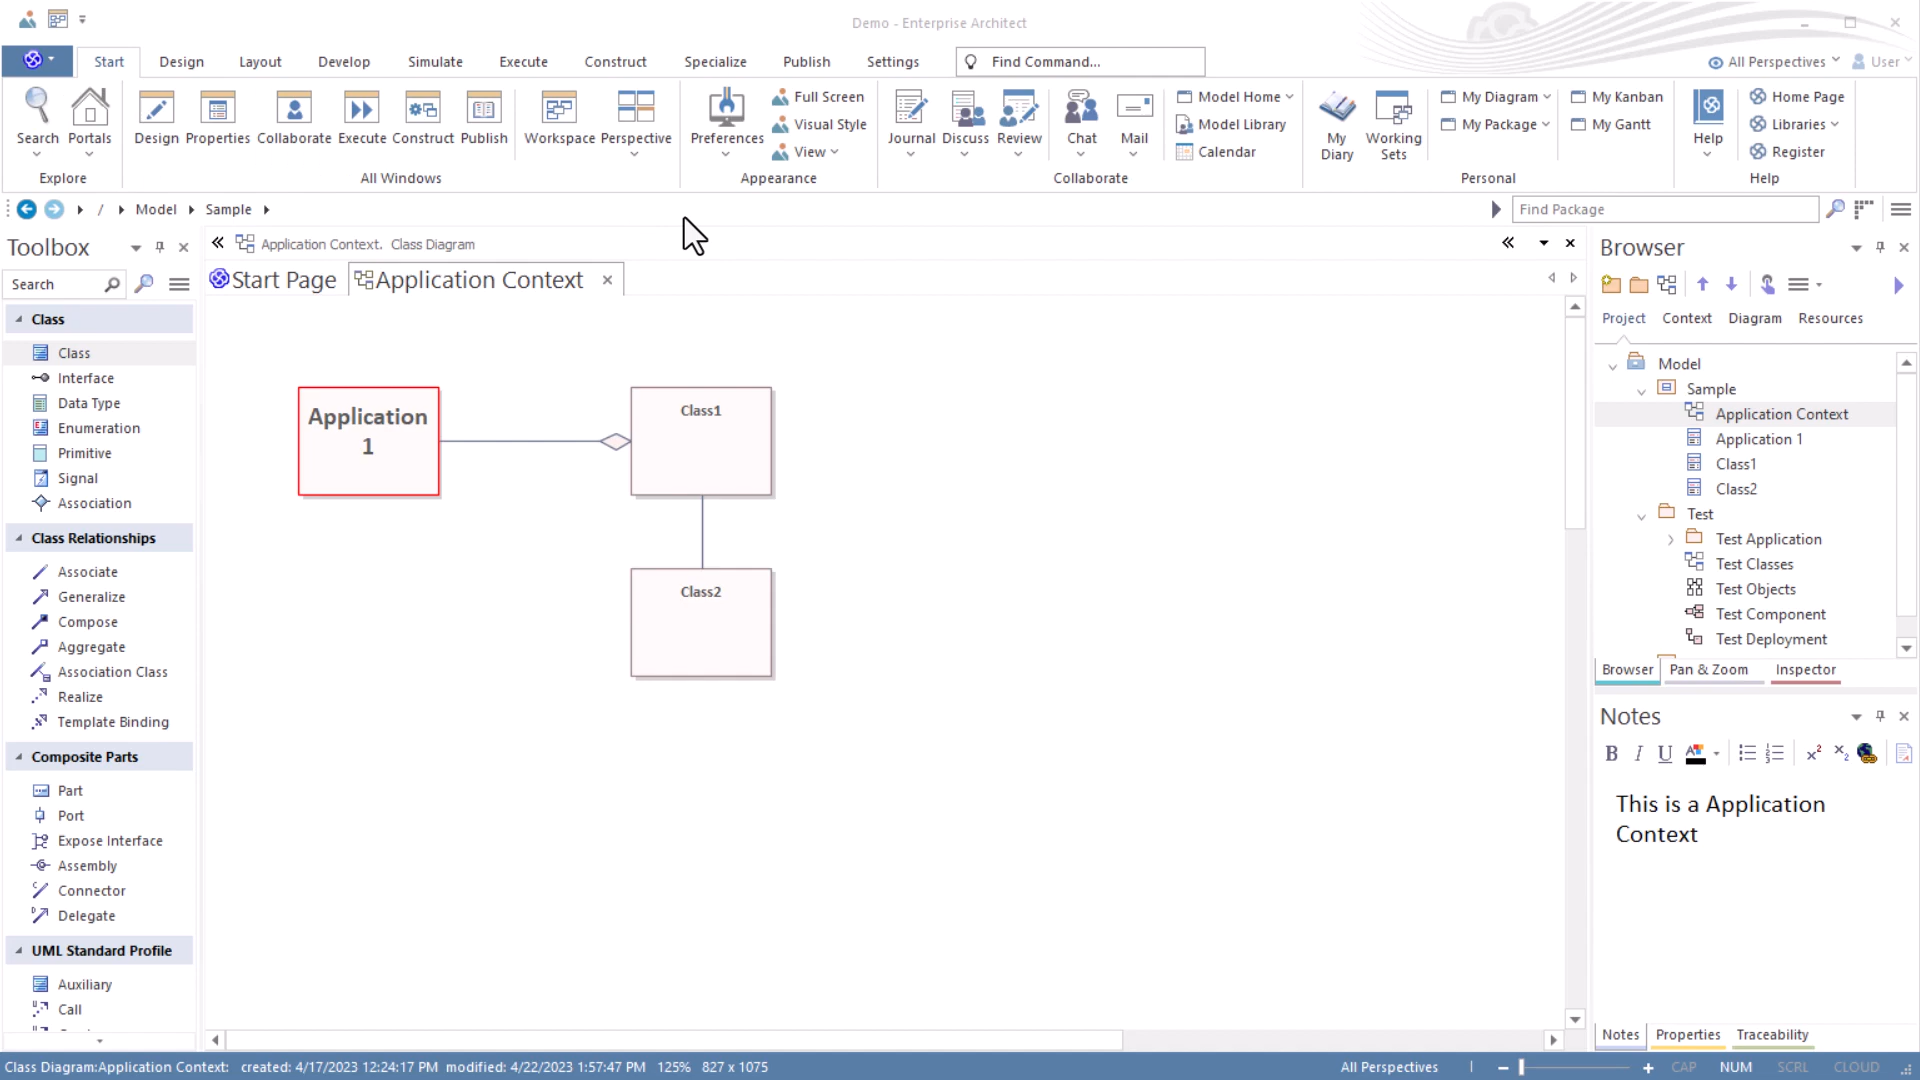 Demo - Enterprise Architect
Start Design Layout Develop Simulate Execute Construct Specialize Publish Settings Find Command... All Perspectives User
Search Portals Design Properties Collaborate Execute Construct Publish Workspace Perspective Preferences Full Screen Visual Style View Journal Discuss Review Chat Mail Model Home Model Library Calendar My Diary Working Sets My Diagram My Package My Kanban My Gantt Help Home Page Libraries Register
Explore All Windows Appearance Collaborate Personal Help
/ Model Sample Find Package
Toolbox
Search
Class
Class
Interface
Data Type
Enumeration
Primitive
Signal
Association
Class Relationships
Associate
Generalize
Compose
Aggregate
Association Class
Realize
Template Binding
Composite Parts
Part
Port
Expose Interface
Assembly
Connector
Delegate
UML Standard Profile
Auxiliary
Call
Application Context. Class Diagram
Start Page Application Context
Application
1
Class1
Class2
Browser
Project Context Diagram Resources
Model
Sample
Application Context
Application 1
Class1
Class2
Test
Test Application
Test Classes
Test Objects
Test Component
Test Deployment
Browser Pan & Zoom Inspector
Notes
B I U
This is a Application
Context
Notes Properties Traceability
Class Diagram:Application Context: created: 4/17/2023 12:24:17 PM modified: 4/22/2023 1:57:47 PM 125% 827 x 1075 All Perspectives CAP NUM SCRL CLOUD